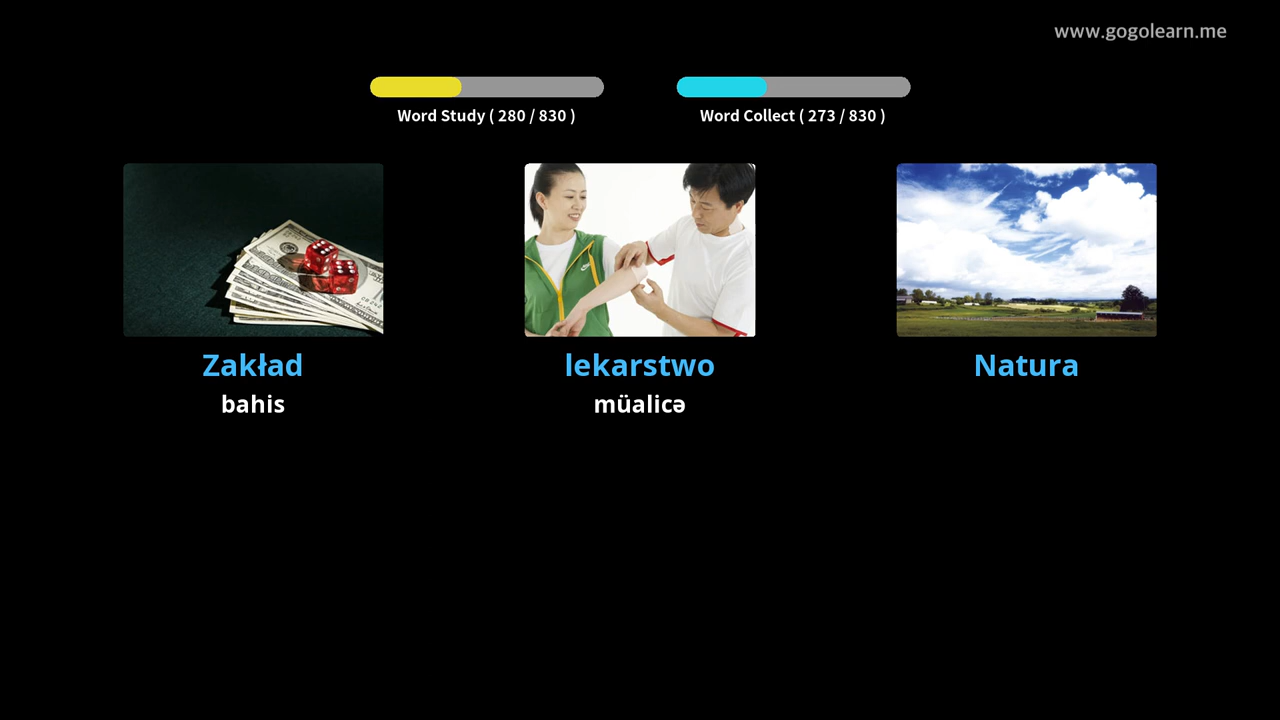 www.gogolearn.me
Word Study ( 280 / 830 )
Word Collect ( 273 / 830 )
Zakład
lekarstwo
Natura
bahis
müalicə